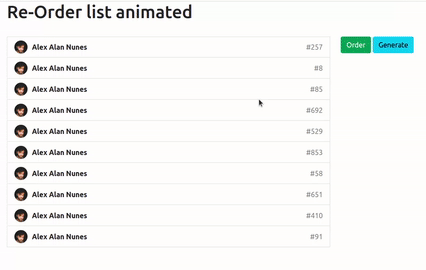 Re-Order list animated
Alex Alan Nunes #257
Alex Alan Nunes #8
Alex Alan Nunes #85
Alex Alan Nunes #692
Alex Alan Nunes #529
Alex Alan Nunes #853
Alex Alan Nunes #58
Alex Alan Nunes #651
Alex Alan Nunes #410
Alex Alan Nunes #91
Order Generate